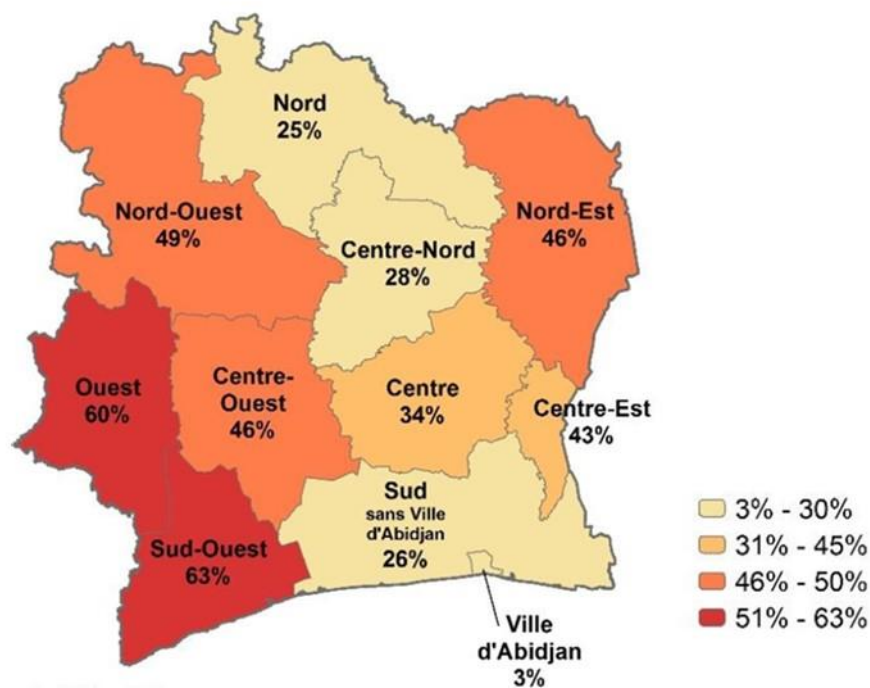 Nord
25%
Nord-Ouest
49%
Nord-Est
46%
Centre-Nord
28%
Ouest
60%
Centre-
Ouest
46%
Centre
34%
Centre-Est
43%
Sud
sans Ville
d'Abidjan
26%
Sud-Ouest
63%
Ville
d'Abidjan
3%
3% - 30%
31% - 45%
46% - 50%
51% - 63%